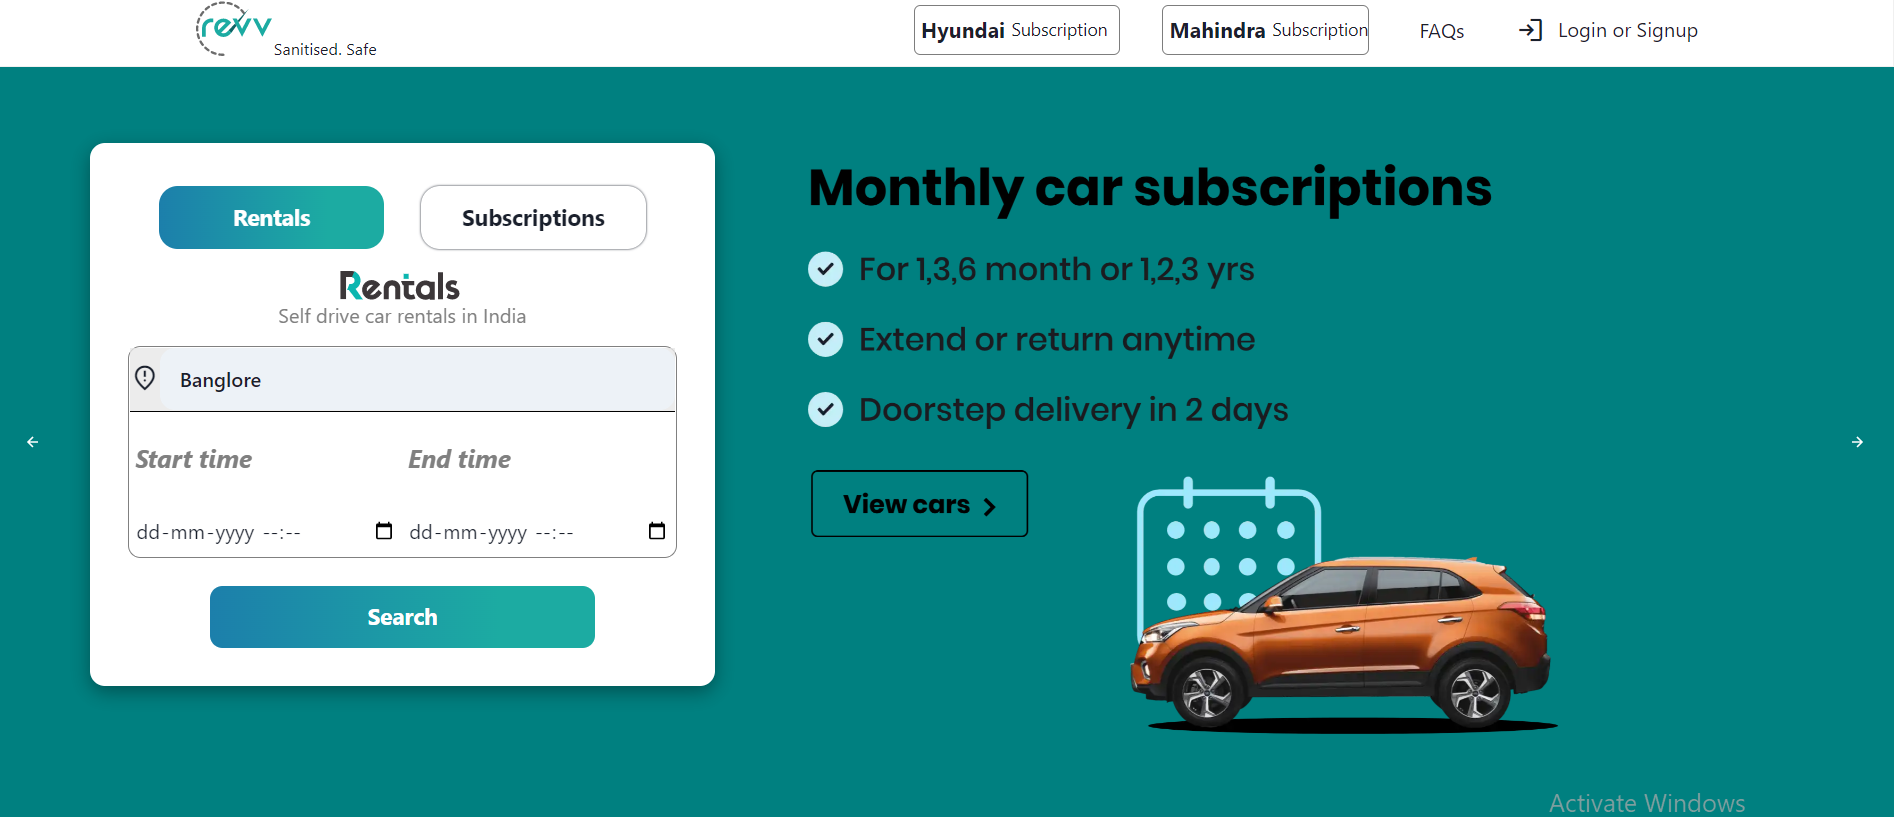 revv
Sanitised. Safe
Hyundai Subscription
Mahindra Subscription
FAQs
Login or Signup
Rentals
Subscriptions
Rentals
Self drive car rentals in India
Banglore
Start time
End time
dd-mm-yyyy --:--
dd-mm-yyyy --:--
Search
Monthly car subscriptions
For 1,3,6 month or 1,2,3 yrs
Extend or return anytime
Doorstep delivery in 2 days
View cars
Activate Windows